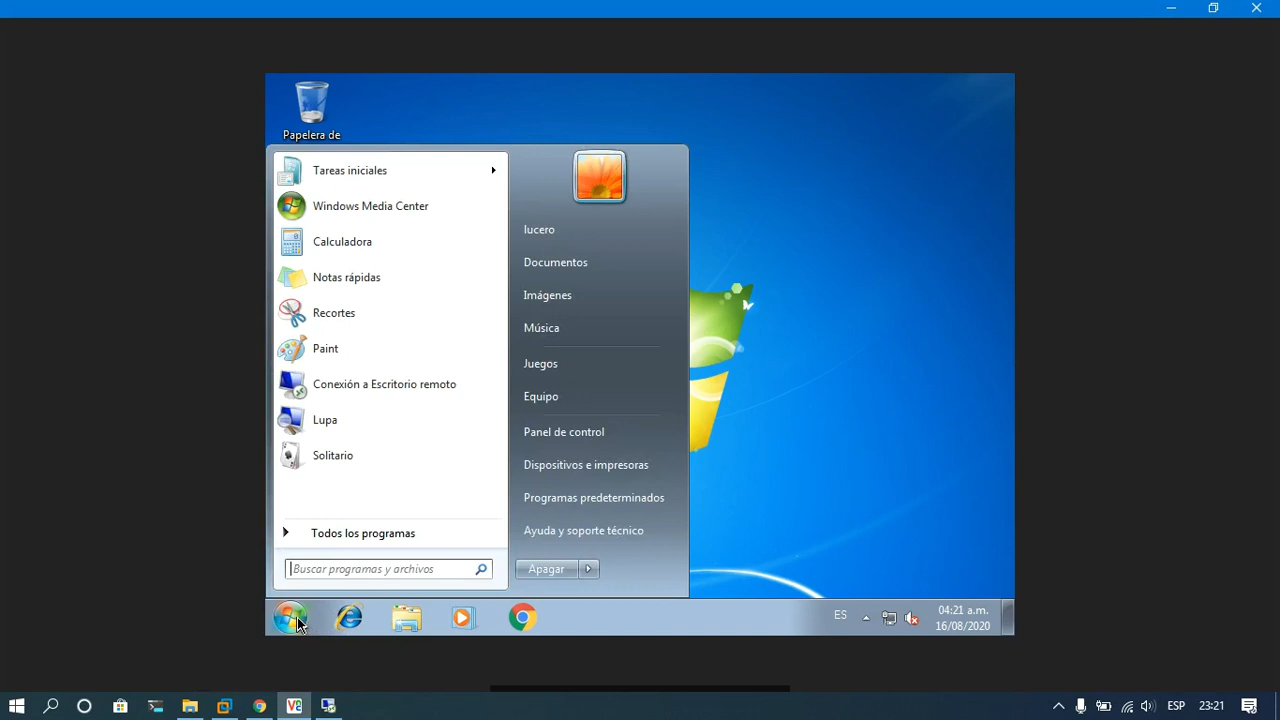 Papelera de
Tareas iniciales
Windows Media Center
Calculadora
Notas rápidas
Recortes
Paint
Conexión a Escritorio remoto
Lupa
Solitario
Todos los programas
Buscar programas y archivos
lucero
Documentos
Imágenes
Música
Juegos
Equipo
Panel de control
Dispositivos e impresoras
Programas predeterminados
Ayuda y soporte técnico
Apagar
ES
04:21 a.m.
16/08/2020
ESP
23:21